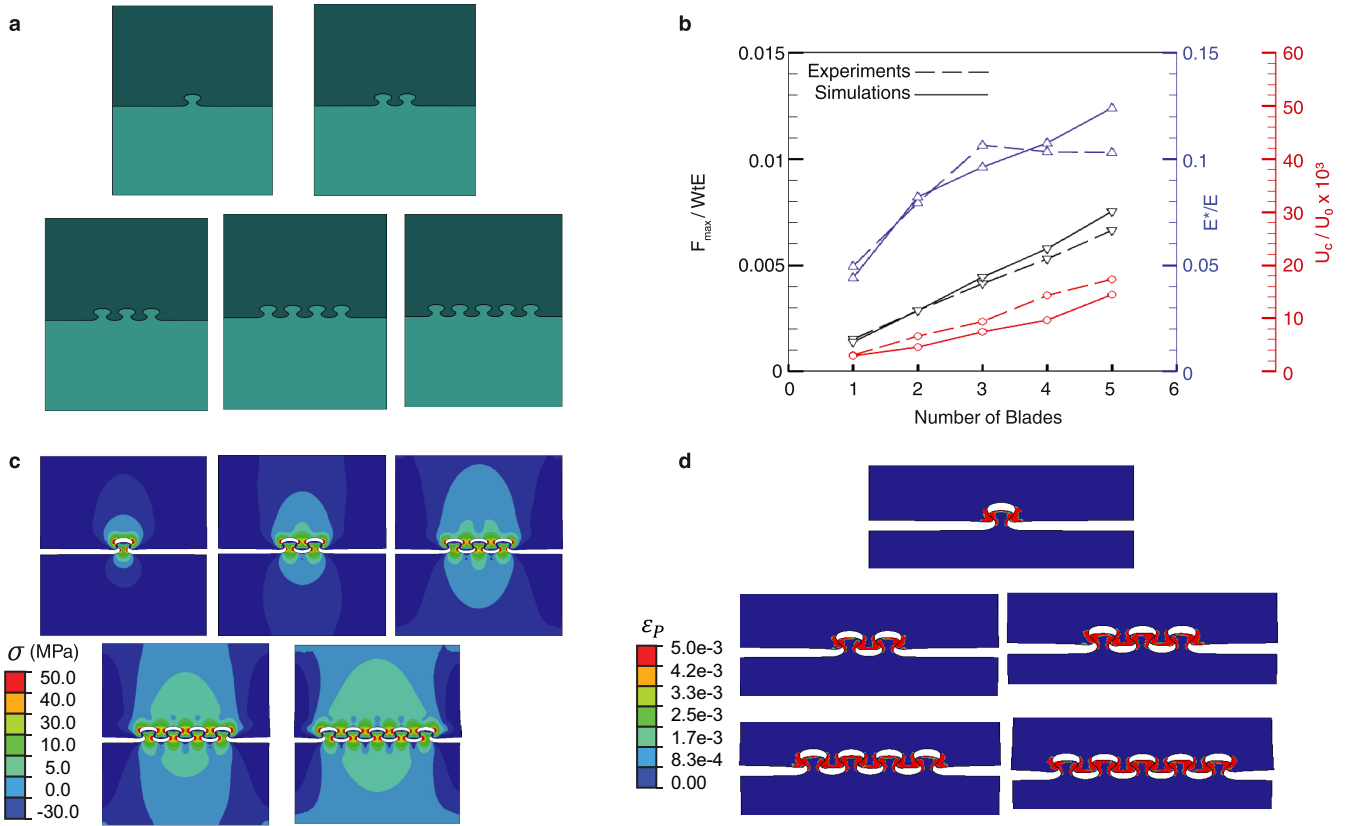 a
b
0.015
0.01
0.005
0
F_max / WtE
Experiments
Simulations
0 1 2 3 4 5 6
Number of Blades
0.15
0.1
0.05
0
E*/E
60
50
40
30
20
10
0
U_c / U_0 x 10³
c
σ (MPa)
50.0
40.0
30.0
10.0
5.0
0.0
-30.0
d
ε_P
5.0e-3
4.2e-3
3.3e-3
2.5e-3
1.7e-3
8.3e-4
0.00